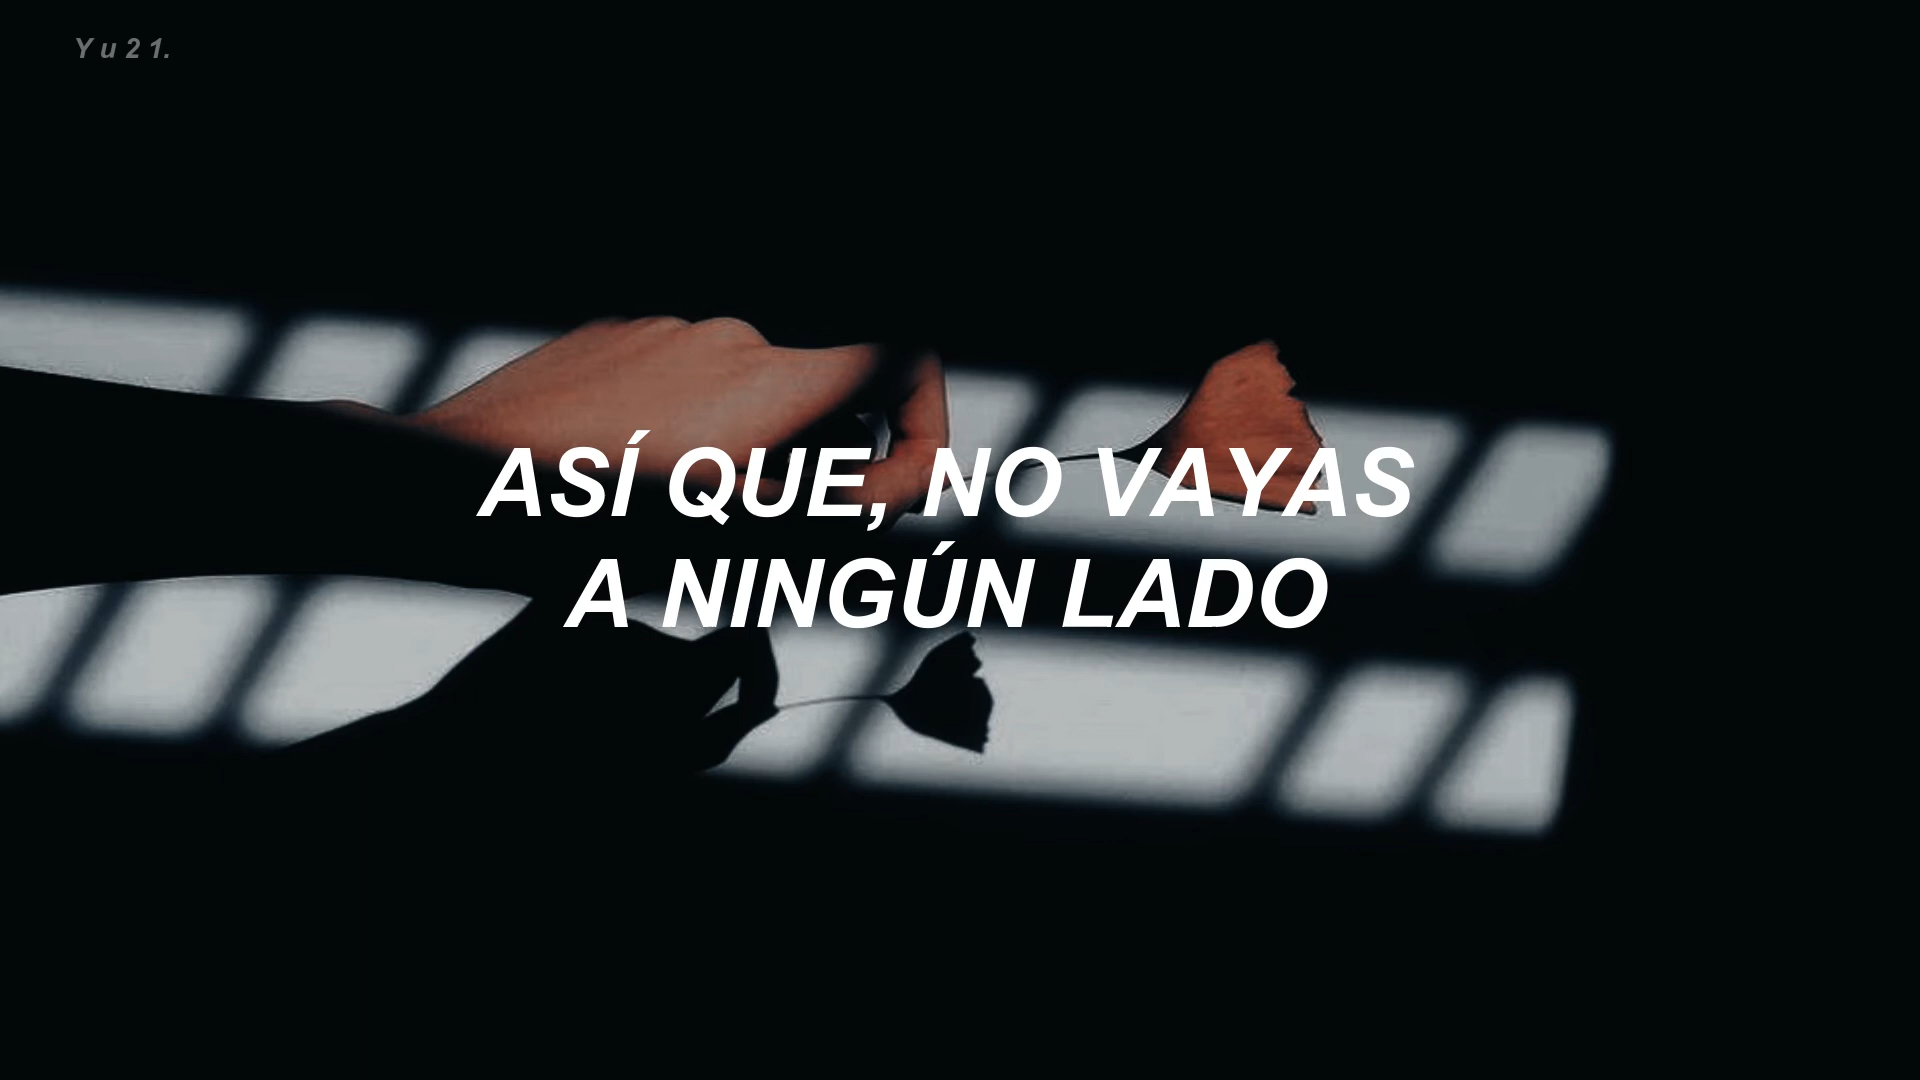 Yu21.
ASÍ QUE, NO VAYAS
A NINGÚN LADO